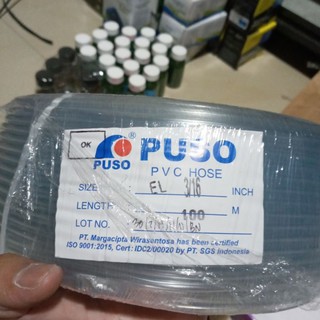 OK
®
PUSO
PUSO
PVC HOSE
SIZE : EL 3/16 INCH
LENGTH : 100 M
LOT NO. :
PT. Margacipta Wirasentosa has been certified
ISO 9001:2015, Cert : IDC2/00020 by PT. SGS Indonesia